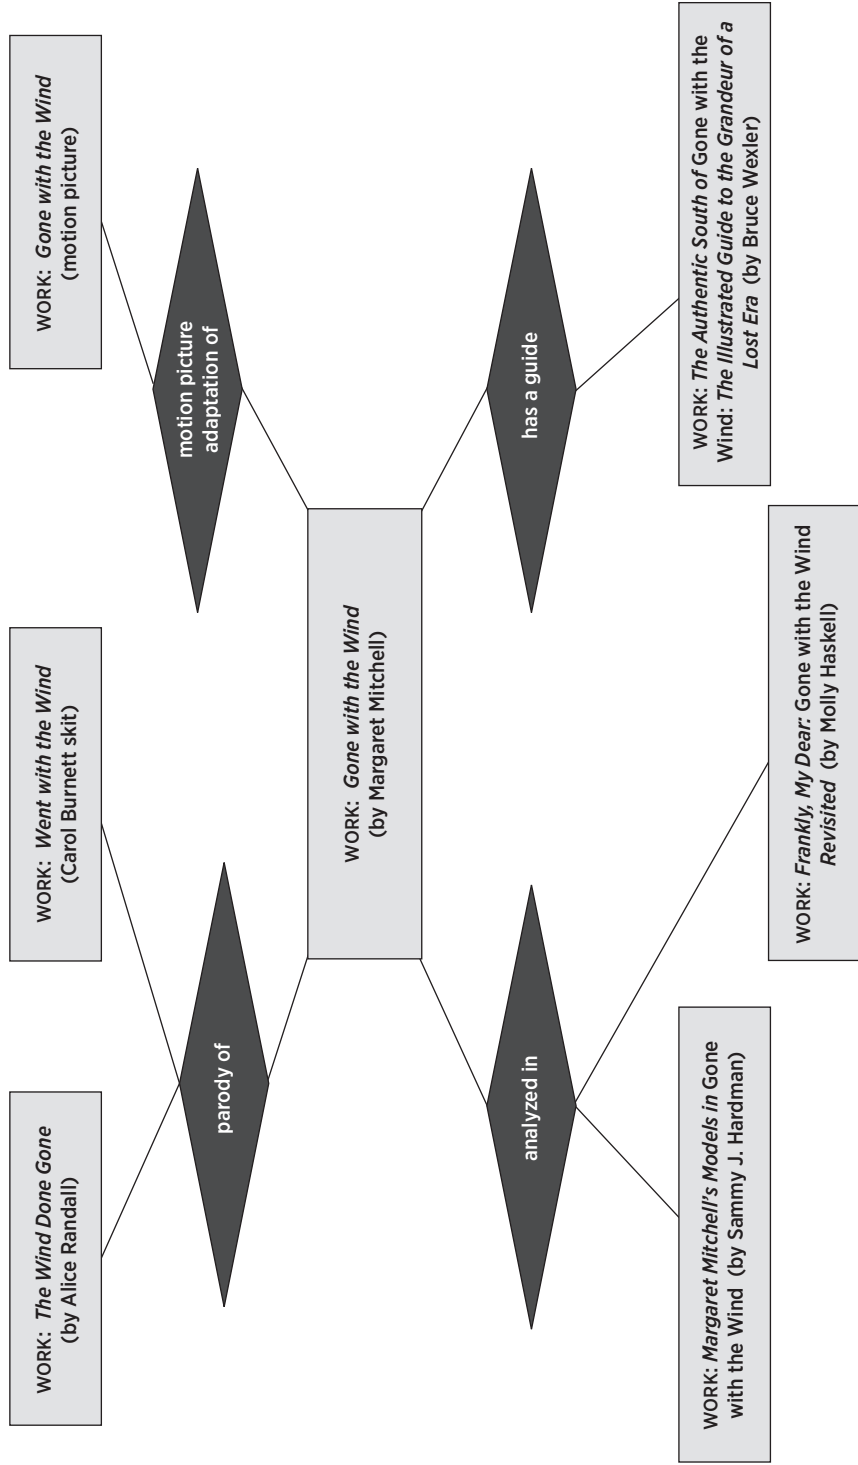 WORK: The Wind Done Gone
(by Alice Randall)
WORK: Went with the Wind
(Carol Burnett skit)
WORK: Gone with the Wind
(motion picture)
parody of
motion picture
adaptation of
WORK: Gone with the Wind
(by Margaret Mitchell)
analyzed in
has a guide
WORK: Margaret Mitchell's Models in Gone
with the Wind (by Sammy J. Hardman)
WORK: Frankly, My Dear: Gone with the Wind
Revisited (by Molly Haskell)
WORK: The Authentic South of Gone with the
Wind: The Illustrated Guide to the Grandeur of a
Lost Era (by Bruce Wexler)